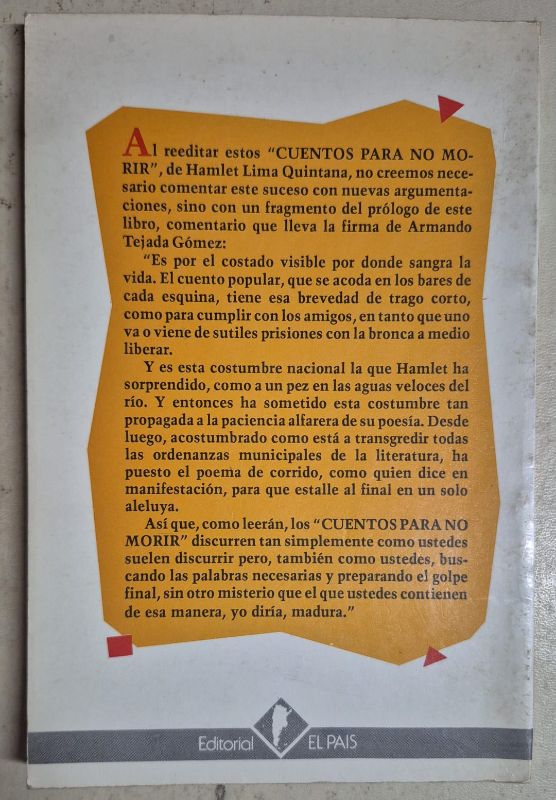 Al reeditar estos "CUENTOS PARA NO MO-
RIR", de Hamlet Lima Quintana, no creemos nece-
sario comentar este suceso con nuevas argumenta-
ciones, sino con un fragmento del prólogo de este
libro, comentario que lleva la firma de Armando
Tejada Gómez:
"Es por el costado visible por donde sangra la
vida. El cuento popular, que se acoda en los bares de
cada esquina, tiene esa brevedad de trago corto,
como para cumplir con los amigos, en tanto que uno
va o viene de sutiles prisiones con la bronca a medio
liberar.
Y es esta costumbre nacional la que Hamlet ha
sorprendido, como a un pez en las aguas veloces del
río. Y entonces ha sometido esta costumbre tan
propagada a la paciencia alfarera de su poesía. Desde
luego, acostumbrado como está a transgredir todas
las ordenanzas municipales de la literatura, ha
puesto el poema de corrido, como quien dice en
manifestación, para que estalle al final en un solo
aleluya.
Así que, como leerán, los "CUENTOS PARA NO
MORIR" discurren tan simplemente como ustedes
suelen discurrir pero, también como ustedes, bus-
cando las palabras necesarias y preparando el golpe
final, sin otro misterio que el que ustedes contienen
de esa manera, yo diría, madura."
Editorial EL PAIS